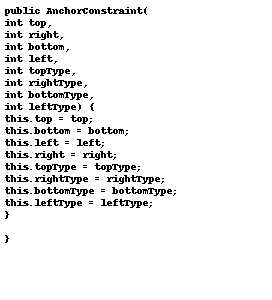 public AnchorConstraint(
int top,
int right,
int bottom,
int left,
int topType,
int rightType,
int bottomType,
int leftType) {
this.top = top;
this.bottom = bottom;
this.left = left;
this.right = right;
this.topType = topType;
this.rightType = rightType;
this.bottomType = bottomType;
this.leftType = leftType;
}
}